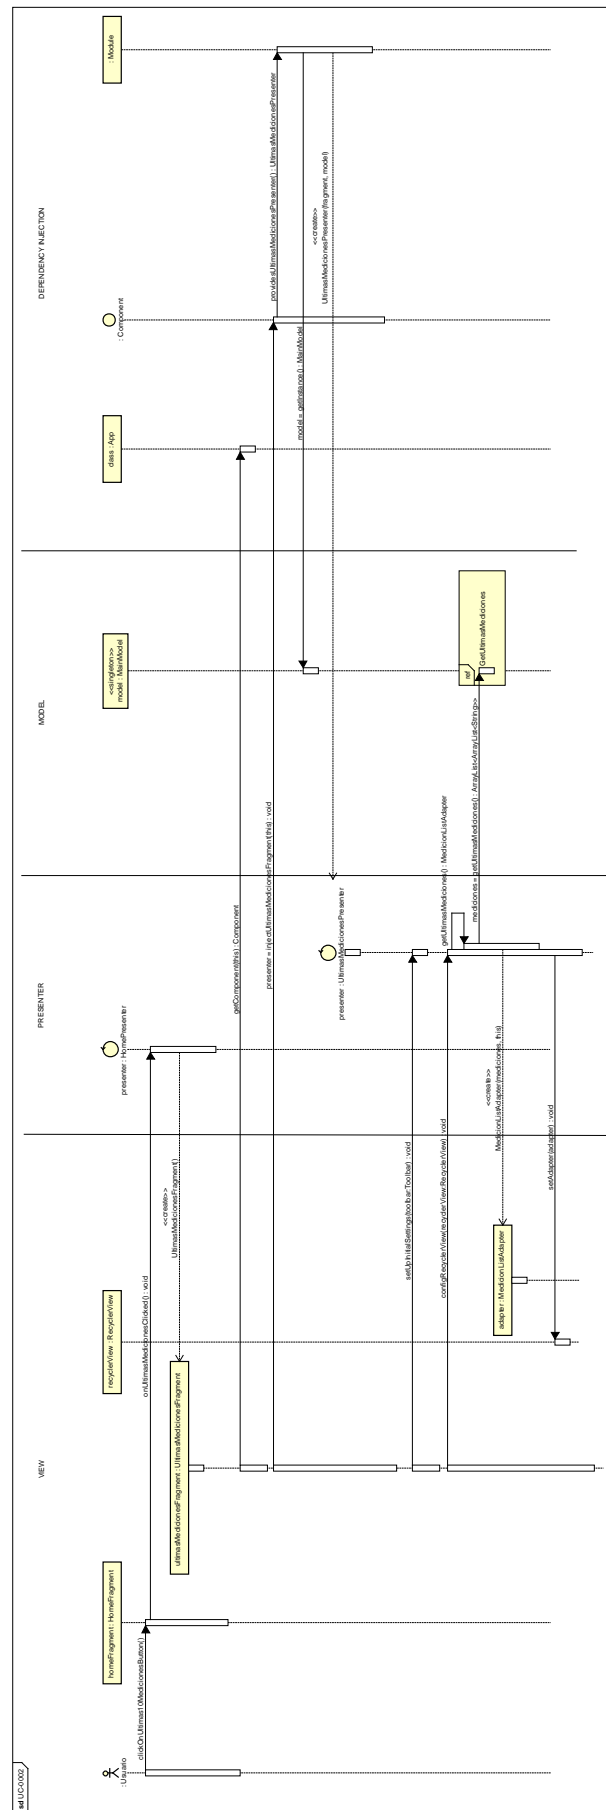 sd UC-0002
VIEW
PRESENTER
MODEL
DEPENDENCY INJECTION
: Usuario
homeFragment : HomeFragment
recyclerView : RecyclerView
presenter : HomePresenter
<<singleton>>
model : MainModel
class : App
: Component
: Module
clickOnUltimas10MedicionesButton()
onUltimasMedicionesClicked() : void
<<create>>
UltimasMedicionesFragment()
ultimasMedicionesFragment : UltimasMedicionesFragment
getComponent(this) : Component
presenter = injectUltimasMedicionesFragment(this) : void
providesUltimasMedicionesPresenter() : UltimasMedicionesPresenter
model = getInstance() : MainModel
<<create>>
UltimasMedicionesPresenter(fragment, model)
presenter : UltimasMedicionesPresenter
setUpInitialSettings(toolbar:Toolbar) : void
configRecyclerView(recyclerView:RecyclerView) : void
getUltimasMediciones() : MedicionListAdapter
mediciones = getUltimasMediciones() : ArrayList<ArrayList<String>>
ref
GetUltimasMediciones
<<create>>
MedicionListAdapter(mediciones, this)
adapter : MedicionListAdapter
setAdapter(adapter) : void